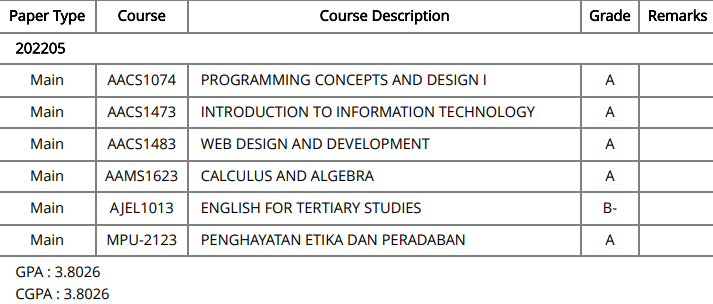 Paper Type Course Course Description Grade Remarks
202205
Main AACS1074 PROGRAMMING CONCEPTS AND DESIGN I A
Main AACS1473 INTRODUCTION TO INFORMATION TECHNOLOGY A
Main AACS1483 WEB DESIGN AND DEVELOPMENT A
Main AAMS1623 CALCULUS AND ALGEBRA A
Main AJEL1013 ENGLISH FOR TERTIARY STUDIES B-
Main MPU-2123 PENGHAYATAN ETIKA DAN PERADABAN A
GPA : 3.8026
CGPA : 3.8026